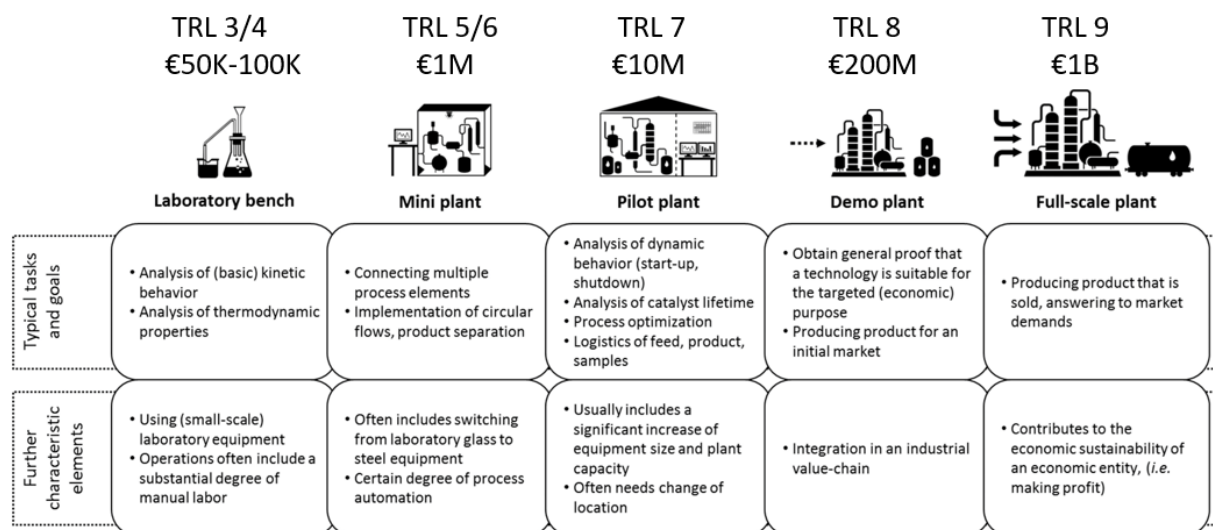 TRL 3/4
€50K-100K
TRL 5/6
€1M
TRL 7
€10M
TRL 8
€200M
TRL 9
€1B
Laboratory bench
Mini plant
Pilot plant
Demo plant
Full-scale plant
Typical tasks
and goals
• Analysis of (basic) kinetic
behavior
• Analysis of thermodynamic
properties
• Connecting multiple
process elements
• Implementation of circular
flows, product separation
• Analysis of dynamic
behavior (start-up,
shutdown)
• Analysis of catalyst lifetime
• Process optimization
• Logistics of feed, product,
samples
• Obtain general proof that
a technology is suitable for
the targeted (economic)
purpose
• Producing product for an
initial market
• Producing product that is
sold, answering to market
demands
Further
characteristic
elements
• Using (small-scale)
laboratory equipment
• Operations often include a
substantial degree of
manual labor
• Often includes switching
from laboratory glass to
steel equipment
• Certain degree of process
automation
• Usually includes a
significant increase of
equipment size and plant
capacity
• Often needs change of
location
• Integration in an industrial
value-chain
• Contributes to the
economic sustainability of
an economic entity, (i.e.
making profit)